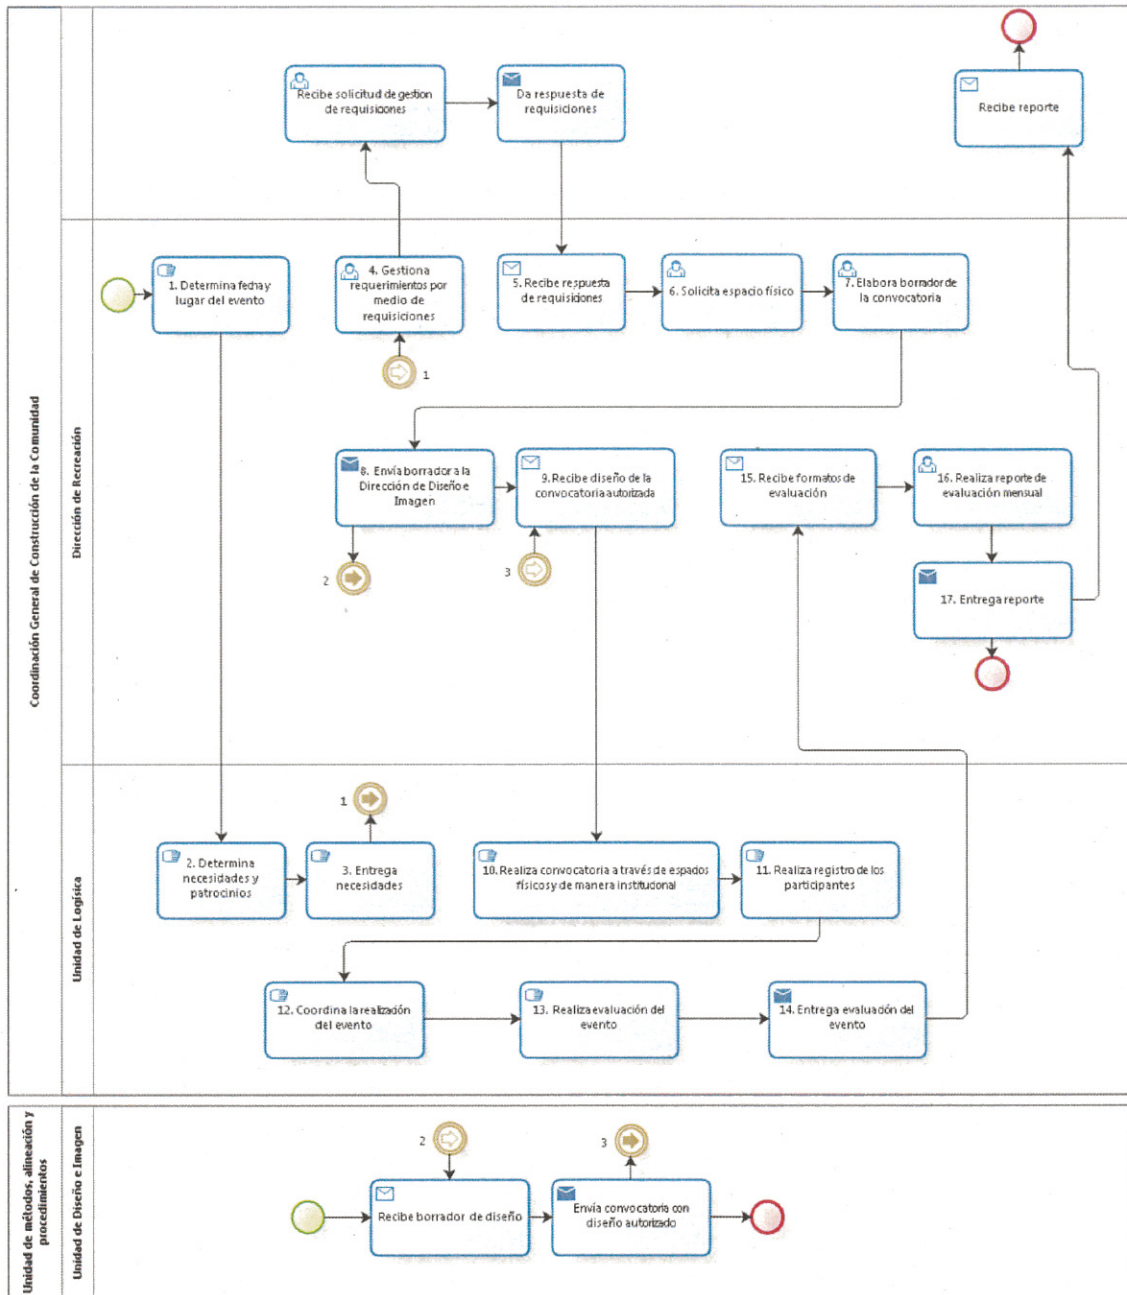 Coordinación General de Construcción de la Comunidad
Recibe solicitud de gestion
de requisiciones
Da respuesta de
requisiciones
Recibe reporte
Dirección de Recreación
1. Determina fecha y
lugar del evento
4. Gestiona
requerimientos por
medio de
requisiciones
1
5. Recibe respuesta
de requisiciones
6. Solicita espacio físico
7. Elabora borrador de
la convocatoria
8. Envía borrador a la
Dirección de Diseño e
Imagen
2
9. Recibe diseño de la
convocatoria autorizada
3
15. Recibe formatos de
evaluación
16. Realiza reporte de
evaluación mensual
17. Entrega reporte
Unidad de Logísica
1
2. Determina
necesidades y
patrocinios
3. Entrega
necesidades
10. Realiza convocatoria a través de espados
físicos y de manera institudonal
11. Realiza registro de los
participantes
12. Coordina la realización
del evento
13. Realiza evaluación del
evento
14. Entrega evaluación del
evento
Unidad de métodos, alineación y
procedimientos
Unidad de Diseño e Imagen
2
3
Recibe borrador de diseño
Envía convocatoria con
diseño autorizado